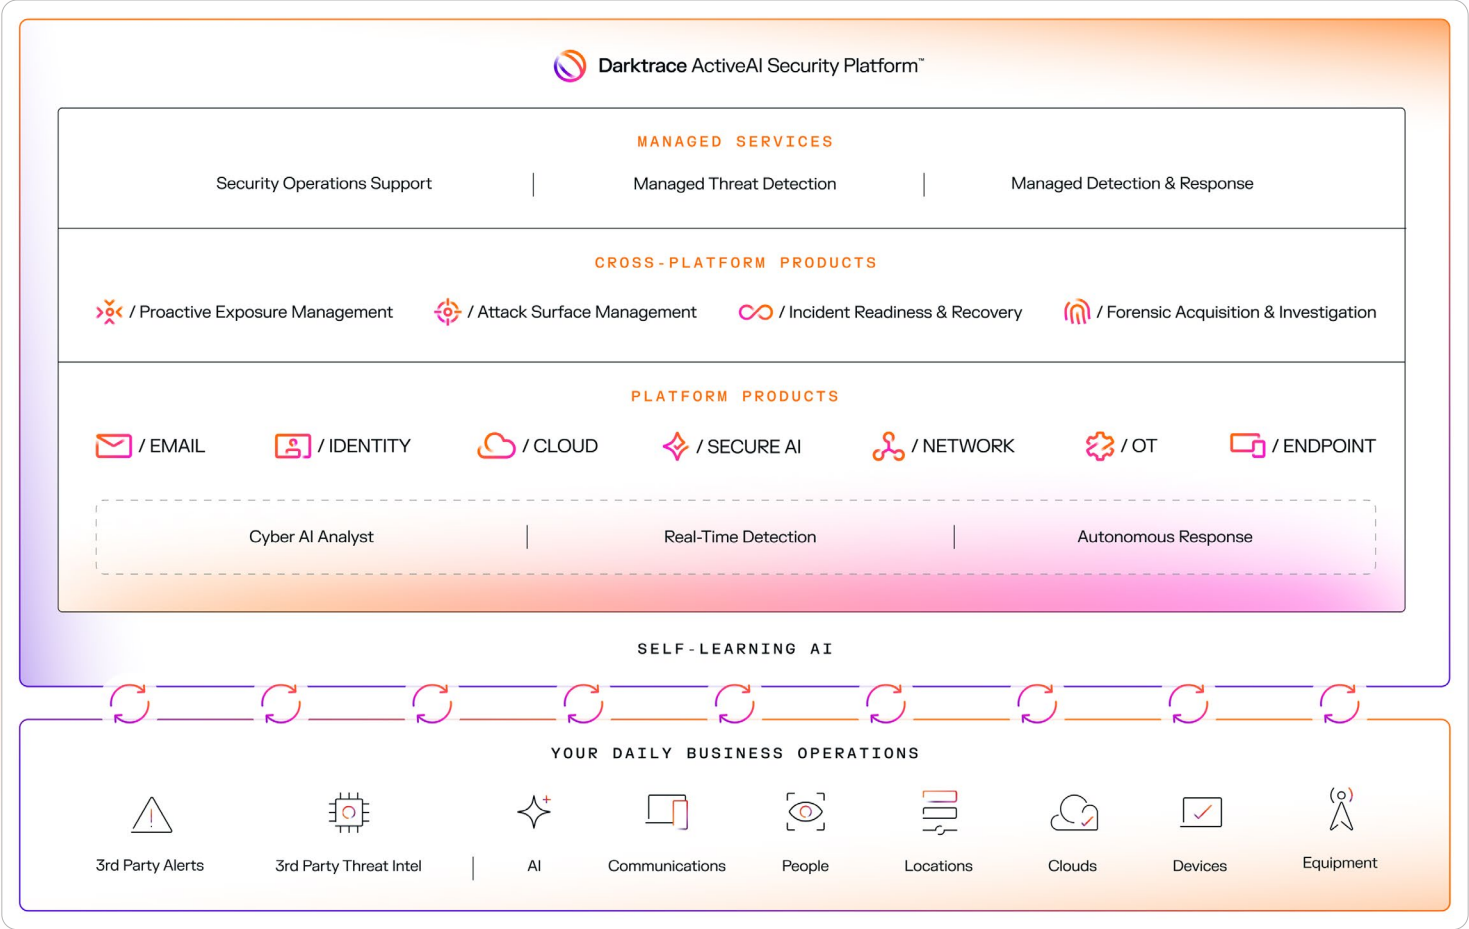 Darktrace ActiveAI Security Platform™
MANAGED SERVICES
Security Operations Support | Managed Threat Detection | Managed Detection & Response
CROSS-PLATFORM PRODUCTS
/ Proactive Exposure Management / Attack Surface Management / Incident Readiness & Recovery / Forensic Acquisition & Investigation
PLATFORM PRODUCTS
/ EMAIL / IDENTITY / CLOUD / SECURE AI / NETWORK / OT / ENDPOINT
Cyber AI Analyst | Real-Time Detection | Autonomous Response
SELF-LEARNING AI
YOUR DAILY BUSINESS OPERATIONS
3rd Party Alerts 3rd Party Threat Intel | AI Communications People Locations Clouds Devices Equipment